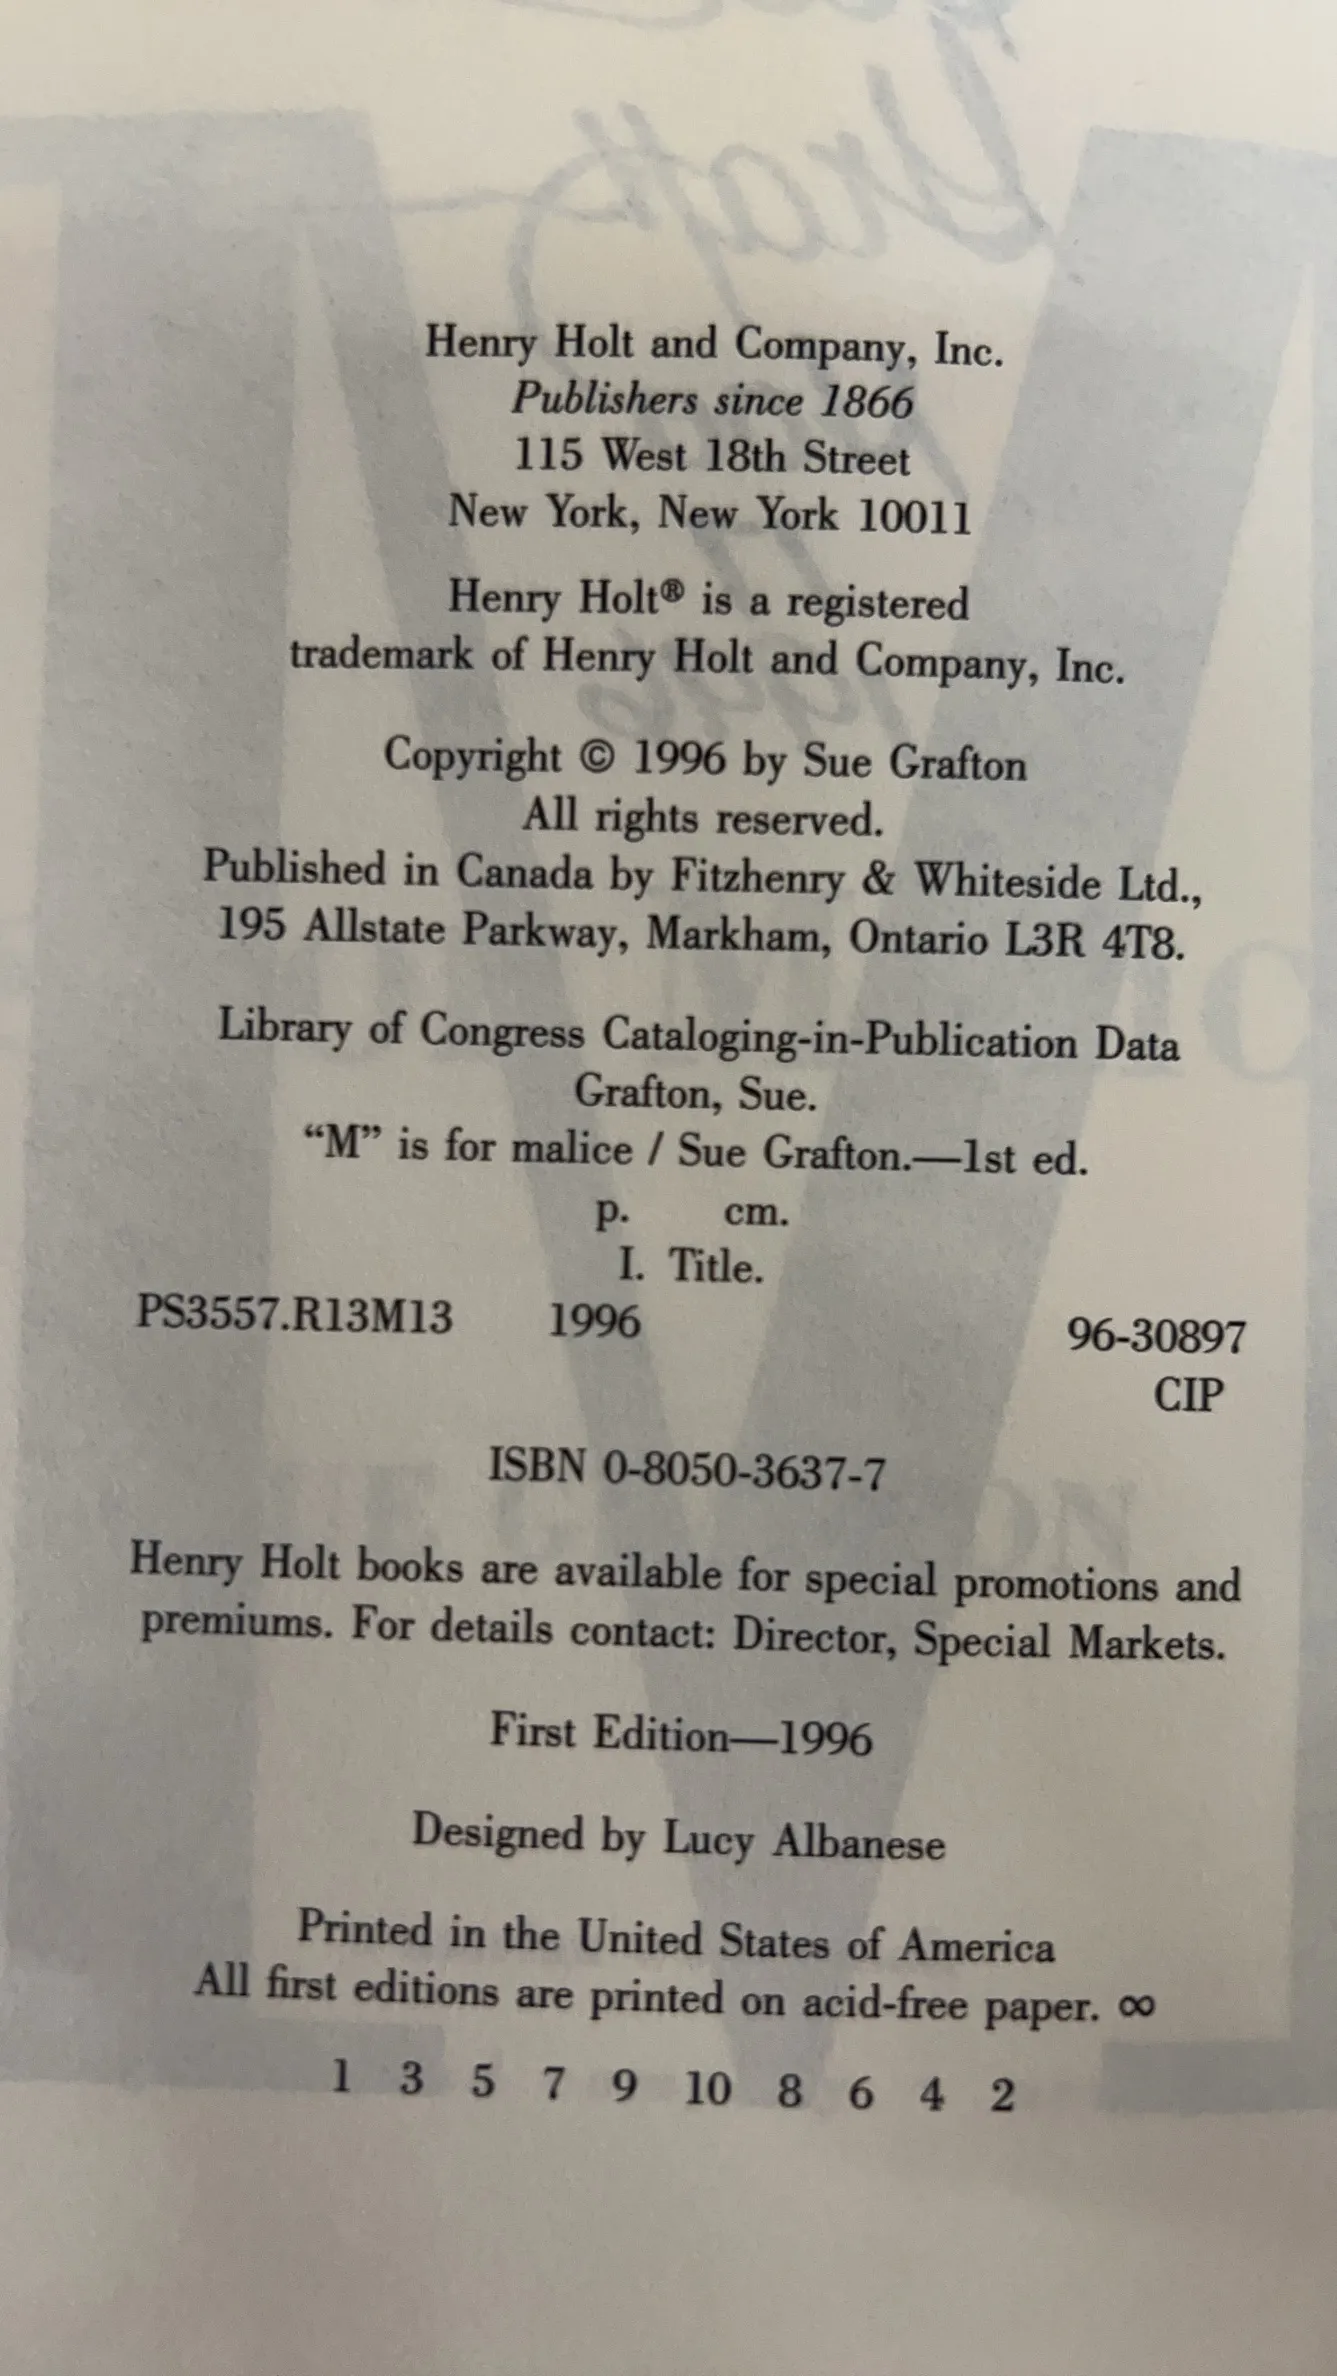 Henry Holt and Company, Inc.
Publishers since 1866
115 West 18th Street
New York, New York 10011
Henry Holt® is a registered
trademark of Henry Holt and Company, Inc.
Copyright © 1996 by Sue Grafton
All rights reserved.
Published in Canada by Fitzhenry & Whiteside Ltd.,
195 Allstate Parkway, Markham, Ontario L3R 4T8.
Library of Congress Cataloging-in-Publication Data
Grafton, Sue.
“M” is for malice / Sue Grafton.—1st ed.
p. cm.
I. Title.
PS3557.R13M13 1996 96-30897
CIP
ISBN 0-8050-3637-7
Henry Holt books are available for special promotions and
premiums. For details contact: Director, Special Markets.
First Edition—1996
Designed by Lucy Albanese
Printed in the United States of America
All first editions are printed on acid-free paper. ∞
1 3 5 7 9 10 8 6 4 2